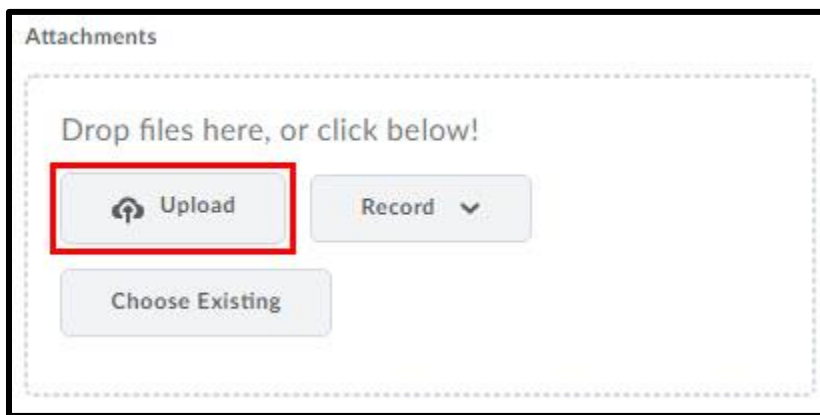 Attachments
Drop files here, or click below!
Upload Record
Choose Existing